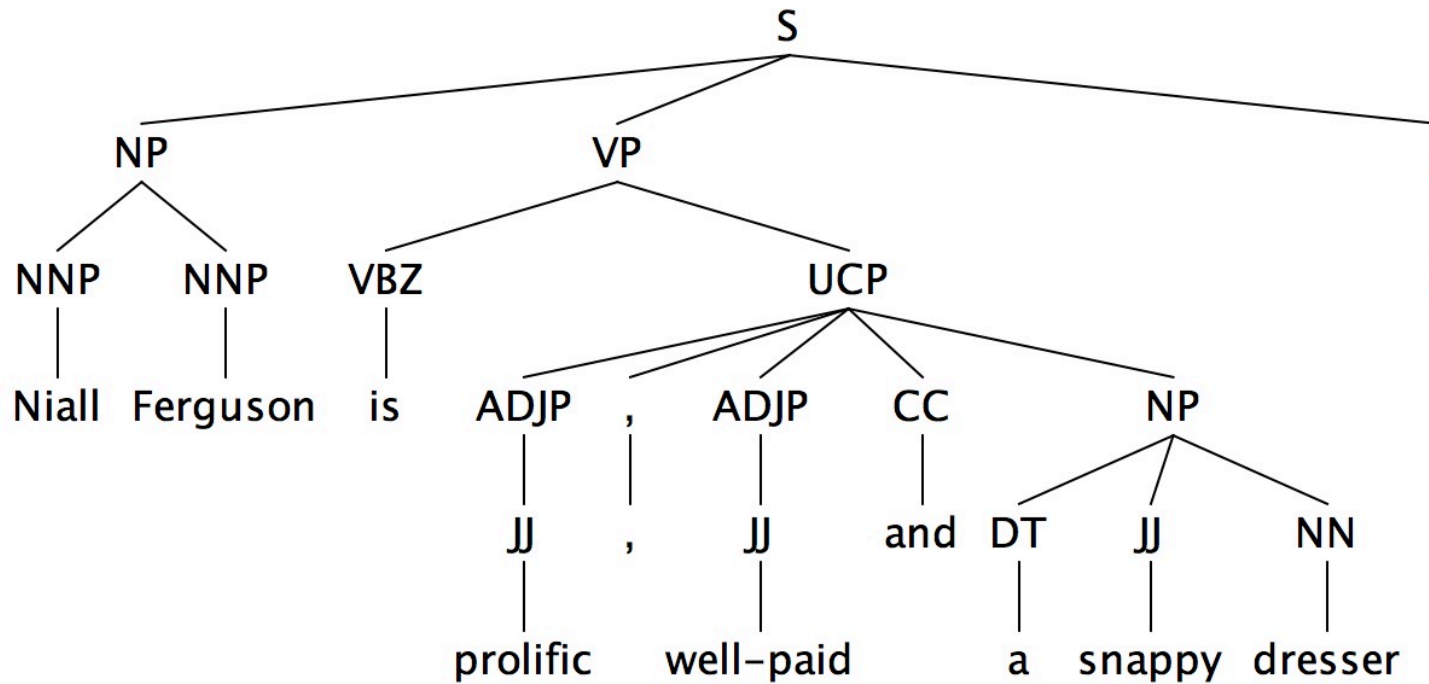 S
NP VP
NNP NNP VBZ UCP
Niall Ferguson is ADJP , ADJP CC NP
JJ , JJ and DT JJ NN
prolific well-paid a snappy dresser